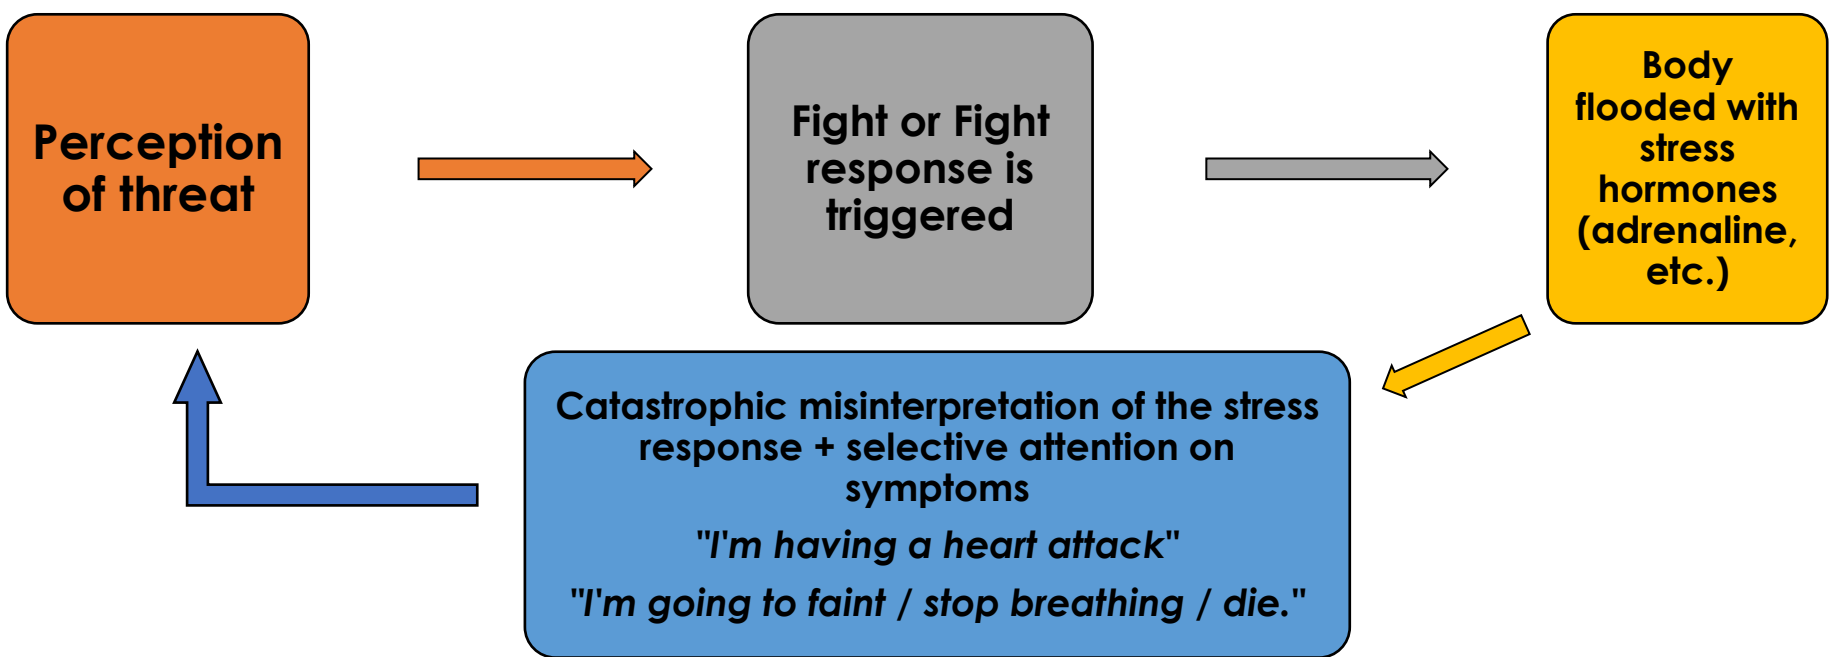 Perception
of threat
Fight or Fight
response is
triggered
Body
flooded with
stress
hormones
(adrenaline,
etc.)
Catastrophic misinterpretation of the stress
response + selective attention on
symptoms
"I'm having a heart attack"
"I'm going to faint / stop breathing / die."